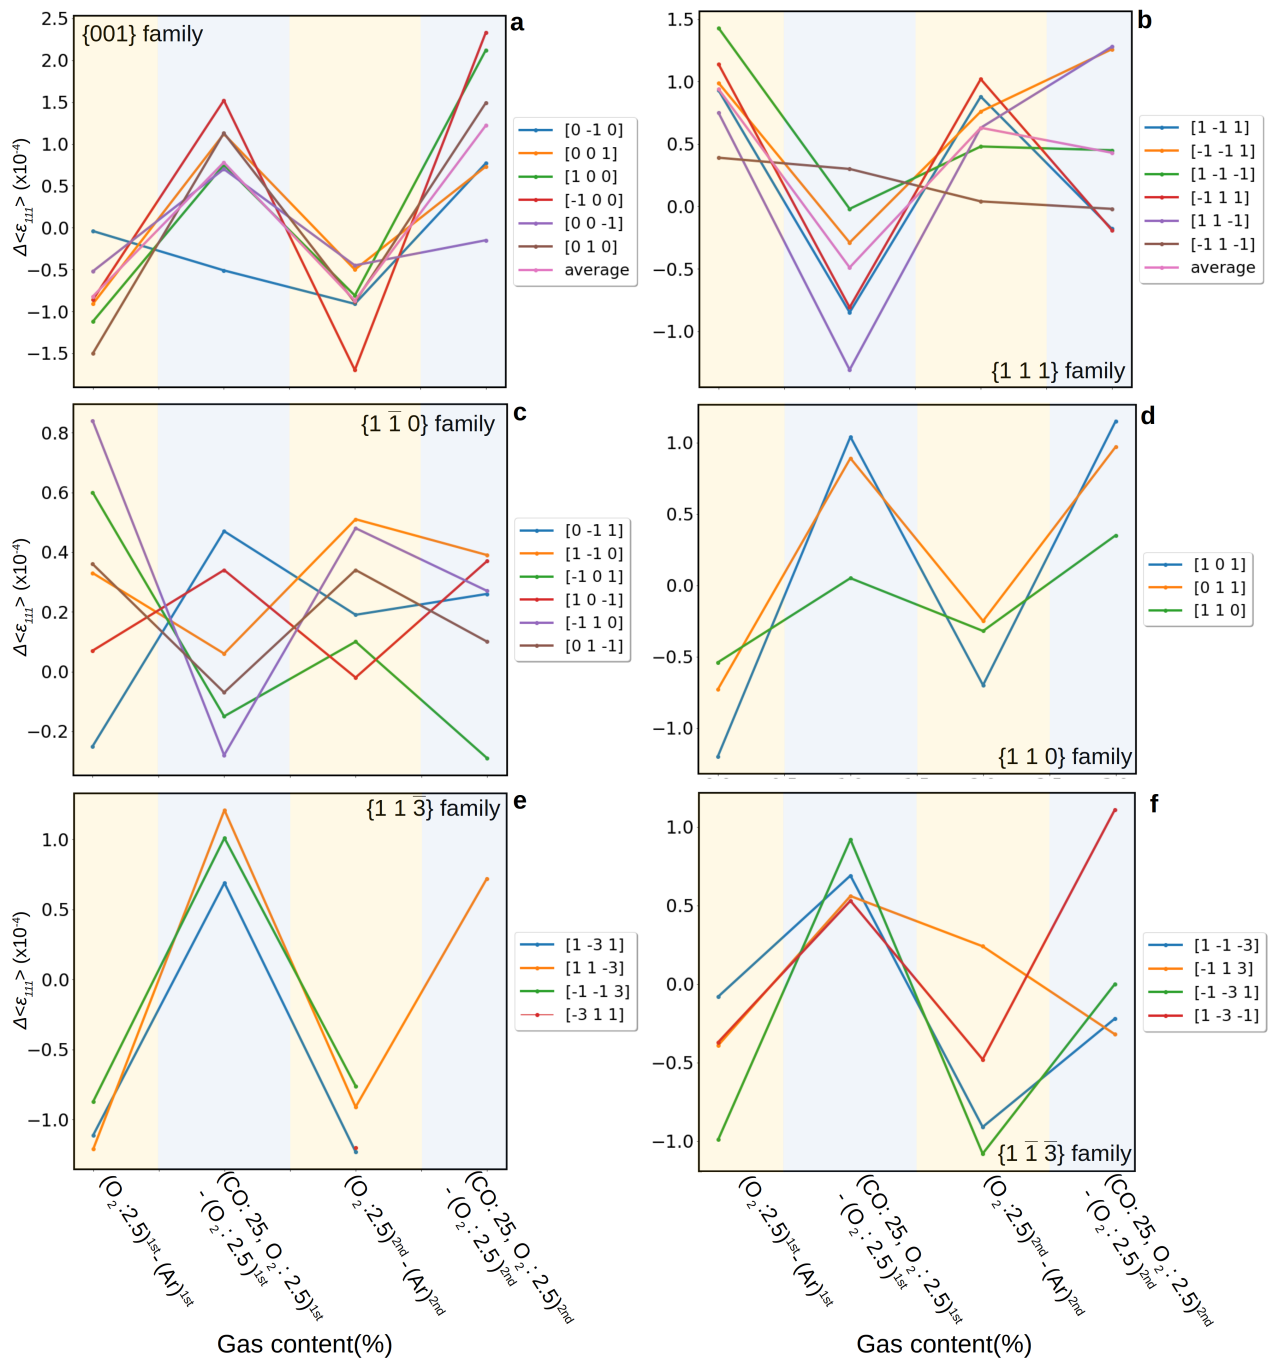 {001} family
a
Δ<ε111> (x10-4)
2.5
2.0
1.5
1.0
0.5
0.0
−0.5
−1.0
−1.5
[0 -1 0]
[0 0 1]
[1 0 0]
[-1 0 0]
[0 0 -1]
[0 1 0]
average
b
1.5
1.0
0.5
0.0
−0.5
−1.0
{1 1 1} family
[1 -1 1]
[-1 -1 1]
[1 -1 -1]
[-1 1 1]
[1 1 -1]
[-1 1 -1]
average
{1 1̅ 0} family
c
Δ<ε111> (x10-4)
0.8
0.6
0.4
0.2
0.0
−0.2
[0 -1 1]
[1 -1 0]
[-1 0 1]
[1 0 -1]
[-1 1 0]
[0 1 -1]
d
1.0
0.5
0.0
−0.5
−1.0
{1 1 0} family
[1 0 1]
[0 1 1]
[1 1 0]
{1 1 3̅} family
e
Δ<ε111> (x10-4)
1.0
0.5
0.0
−0.5
−1.0
[1 -3 1]
[1 1 -3]
[-1 -1 3]
[-3 1 1]
f
1.0
0.5
0.0
−0.5
−1.0
{1 1̅ 3̅} family
[1 -1 -3]
[-1 1 3]
[-1 -3 1]
[1 -3 -1]
(O2:2.5)1st- (Ar)1st
(CO: 25, O2: 2.5)1st
- (O2: 2.5)1st
(O2:2.5)2nd - (Ar)2nd
(CO: 25, O2: 2.5)2nd
- (O2: 2.5)2nd
(O2:2.5)1st- (Ar)1st
(CO: 25, O2: 2.5)1st
- (O2: 2.5)1st
(O2:2.5)2nd - (Ar)2nd
(CO: 25, O2: 2.5)2nd
- (O2: 2.5)2nd
Gas content(%)
Gas content(%)